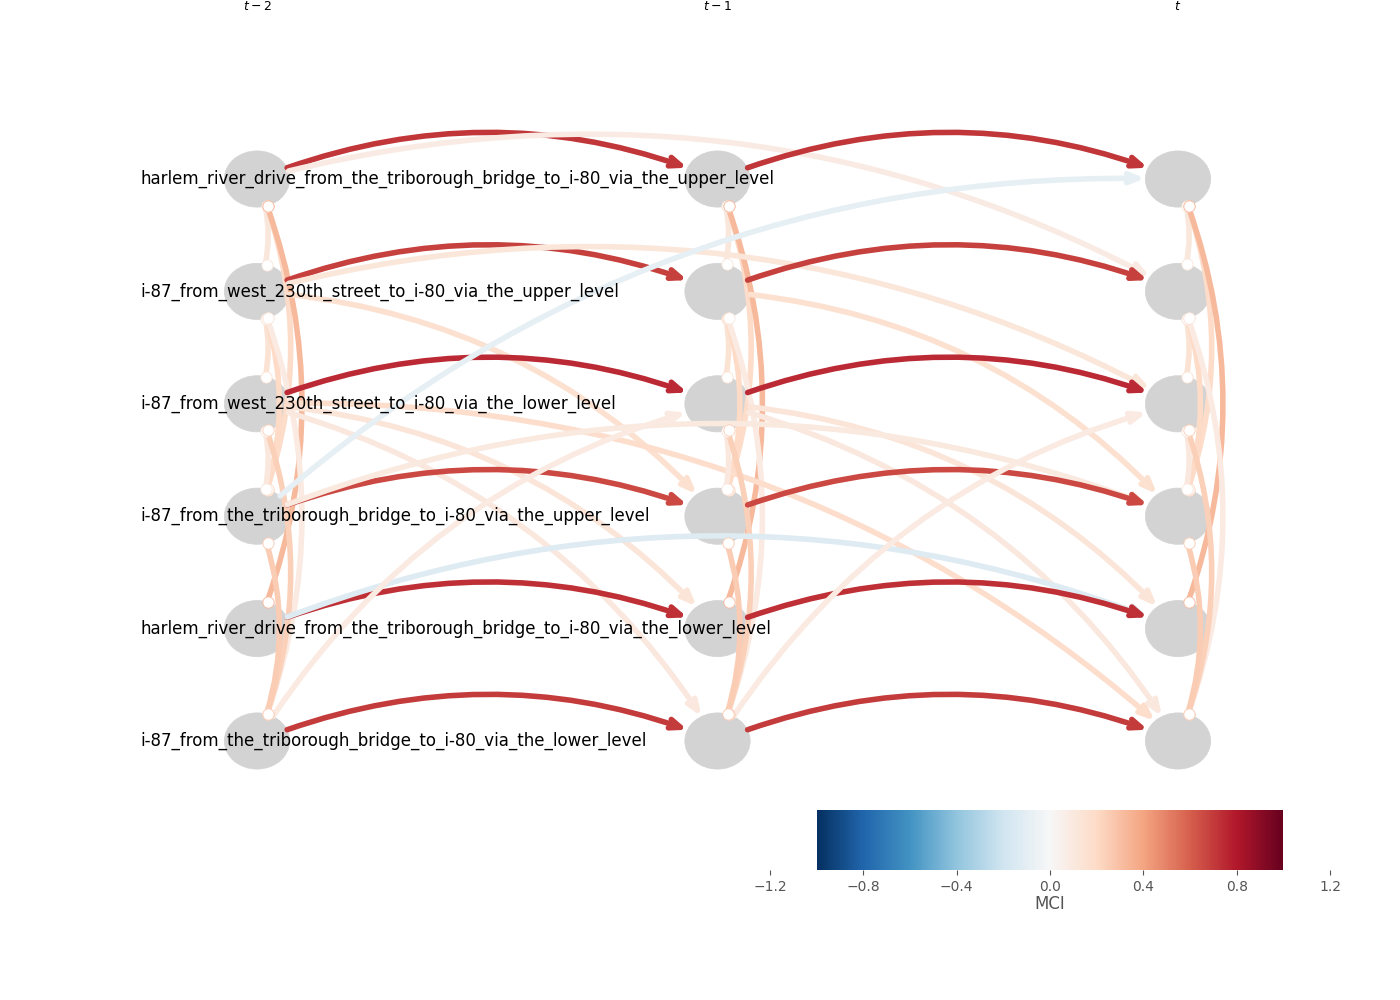 t − 2 t − 1 t
harlem_river_drive_from_the_triborough_bridge_to_i-80_via_the_upper_level
i-87_from_west_230th_street_to_i-80_via_the_upper_level
i-87_from_west_230th_street_to_i-80_via_the_lower_level
i-87_from_the_triborough_bridge_to_i-80_via_the_upper_level
harlem_river_drive_from_the_triborough_bridge_to_i-80_via_the_lower_level
i-87_from_the_triborough_bridge_to_i-80_via_the_lower_level
−1.2 −0.8 −0.4 0.0 0.4 0.8 1.2
MCI